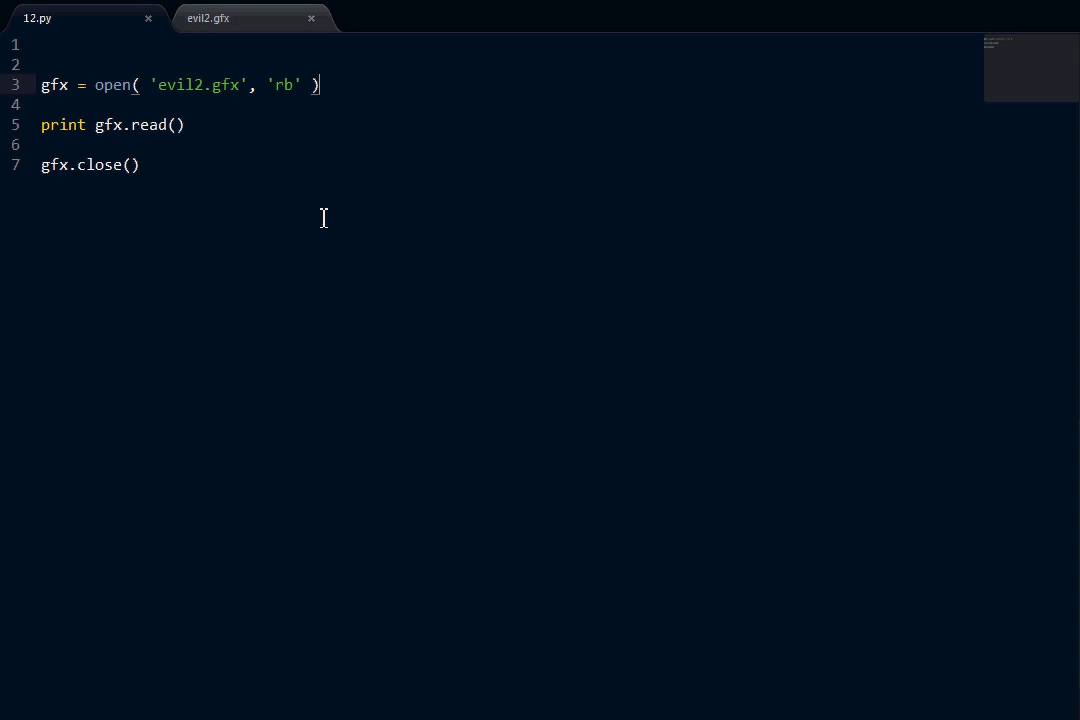 12.py × evil2.gfx ×
1
2
3 gfx = open( 'evil2.gfx', 'rb' )
4
5 print gfx.read()
6
7 gfx.close()